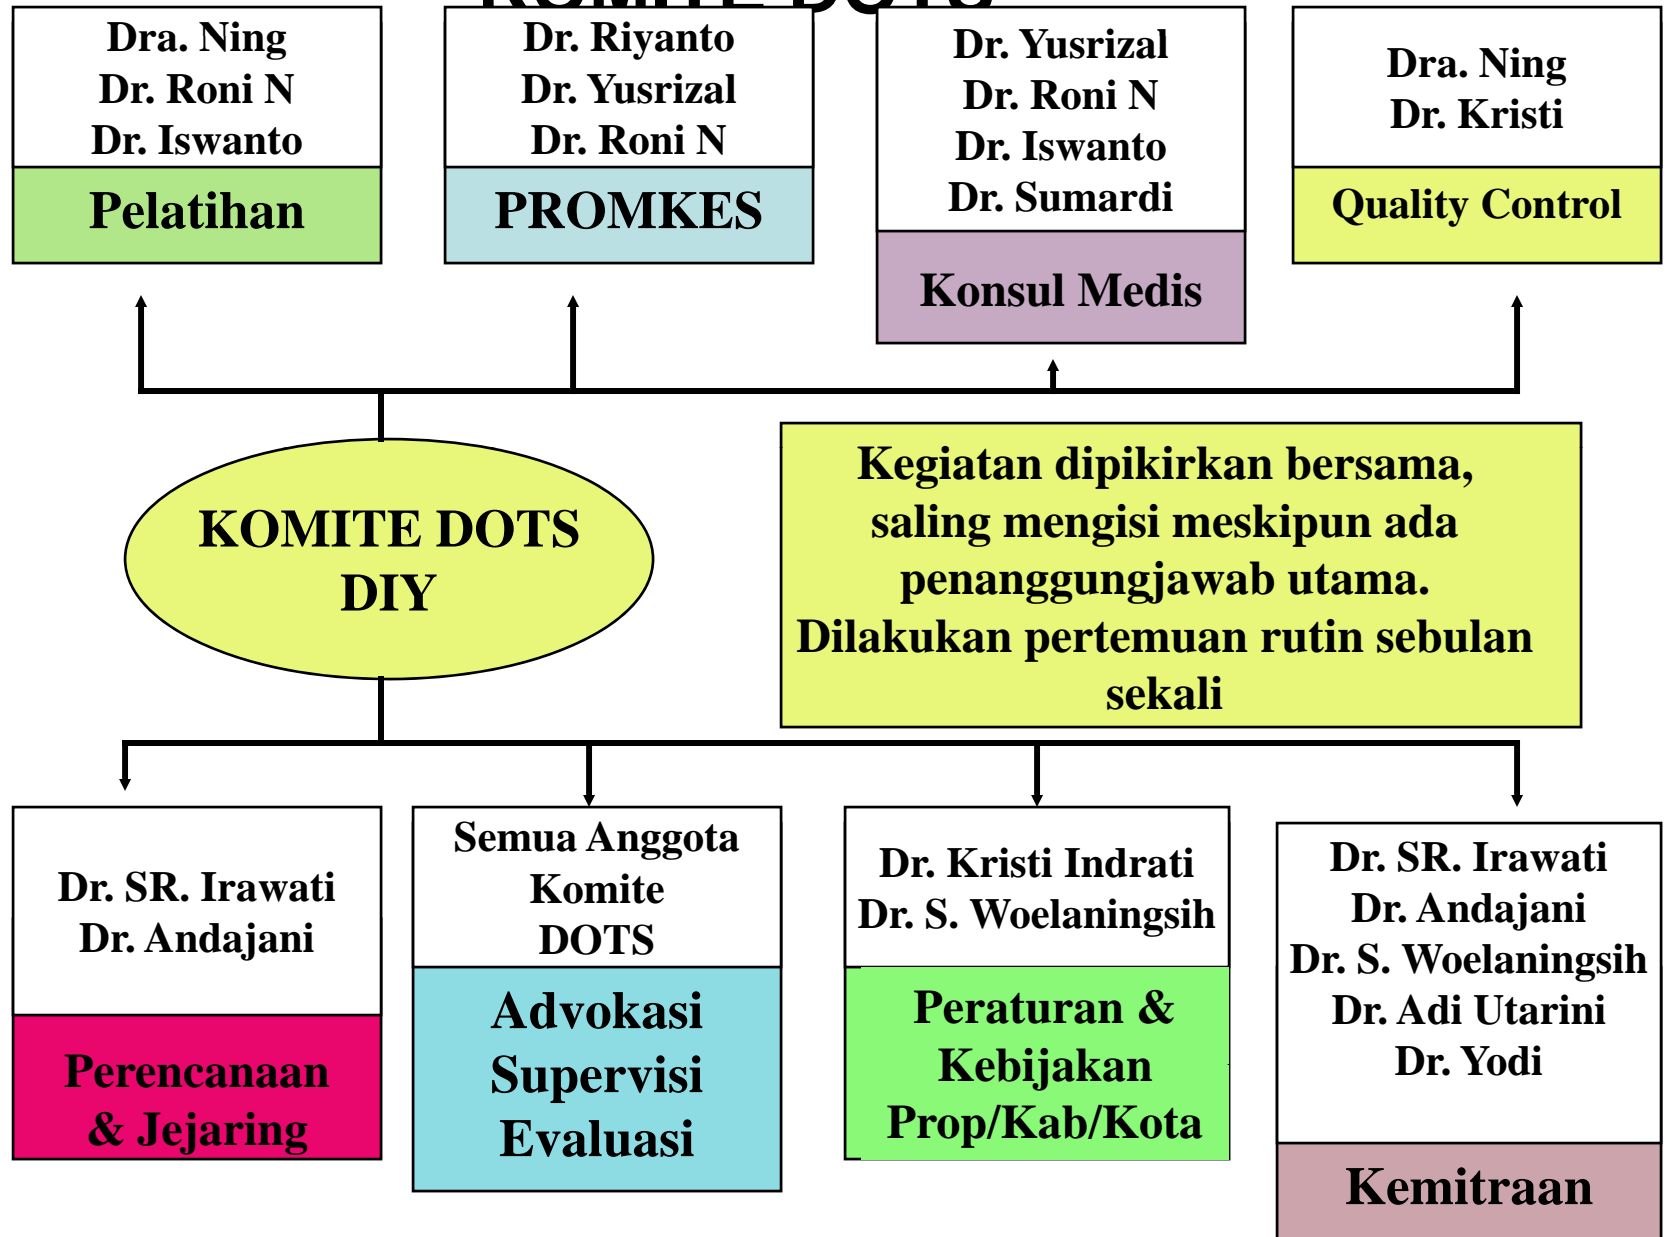 KOMITE DOTS
Dra. Ning
Dr. Roni N
Dr. Iswanto
Pelatihan
Dr. Riyanto
Dr. Yusrizal
Dr. Roni N
PROMKES
Dr. Yusrizal
Dr. Roni N
Dr. Iswanto
Dr. Sumardi
Konsul Medis
Dra. Ning
Dr. Kristi
Quality Control
KOMITE DOTS
DIY
Kegiatan dipikirkan bersama,
saling mengisi meskipun ada
penanggungjawab utama.
Dilakukan pertemuan rutin sebulan
sekali
Dr. SR. Irawati
Dr. Andajani
Perencanaan
& Jejaring
Semua Anggota
Komite
DOTS
Advokasi
Supervisi
Evaluasi
Dr. Kristi Indrati
Dr. S. Woelaningsih
Peraturan &
Kebijakan
Prop/Kab/Kota
Dr. SR. Irawati
Dr. Andajani
Dr. S. Woelaningsih
Dr. Adi Utarini
Dr. Yodi
Kemitraan